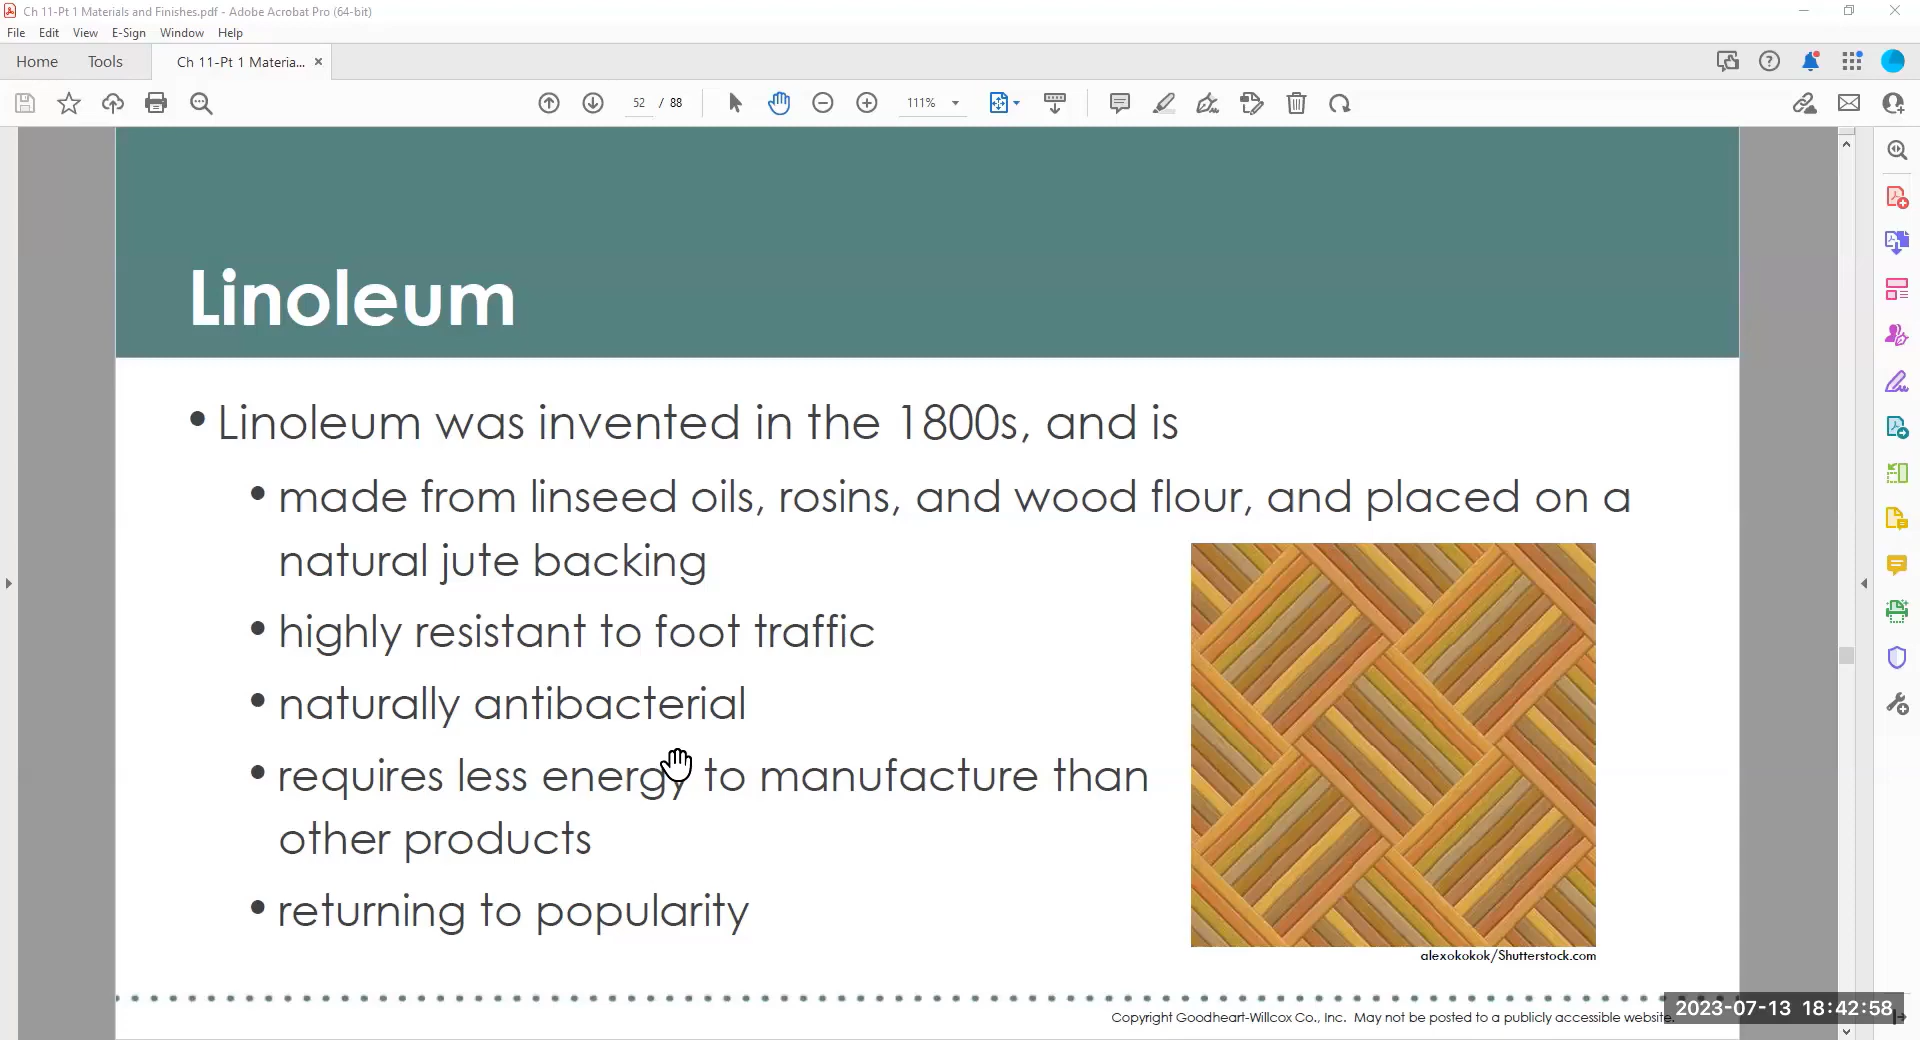 Ch 11-Pt 1 Materials and Finishes.pdf - Adobe Acrobat Pro (64-bit)
File Edit View E-Sign Window Help
Home Tools Ch 11-Pt 1 Materia... ×
52 / 88 111%
Linoleum
• Linoleum was invented in the 1800s, and is
• made from linseed oils, rosins, and wood flour, and placed on a
natural jute backing
• highly resistant to foot traffic
• naturally antibacterial
• requires less energy to manufacture than
other products
• returning to popularity
alexokokok/Shutterstock.com
Copyright Goodheart-Willcox Co., Inc. May not be posted to a publicly accessible website.
2023-07-13 18:42:58